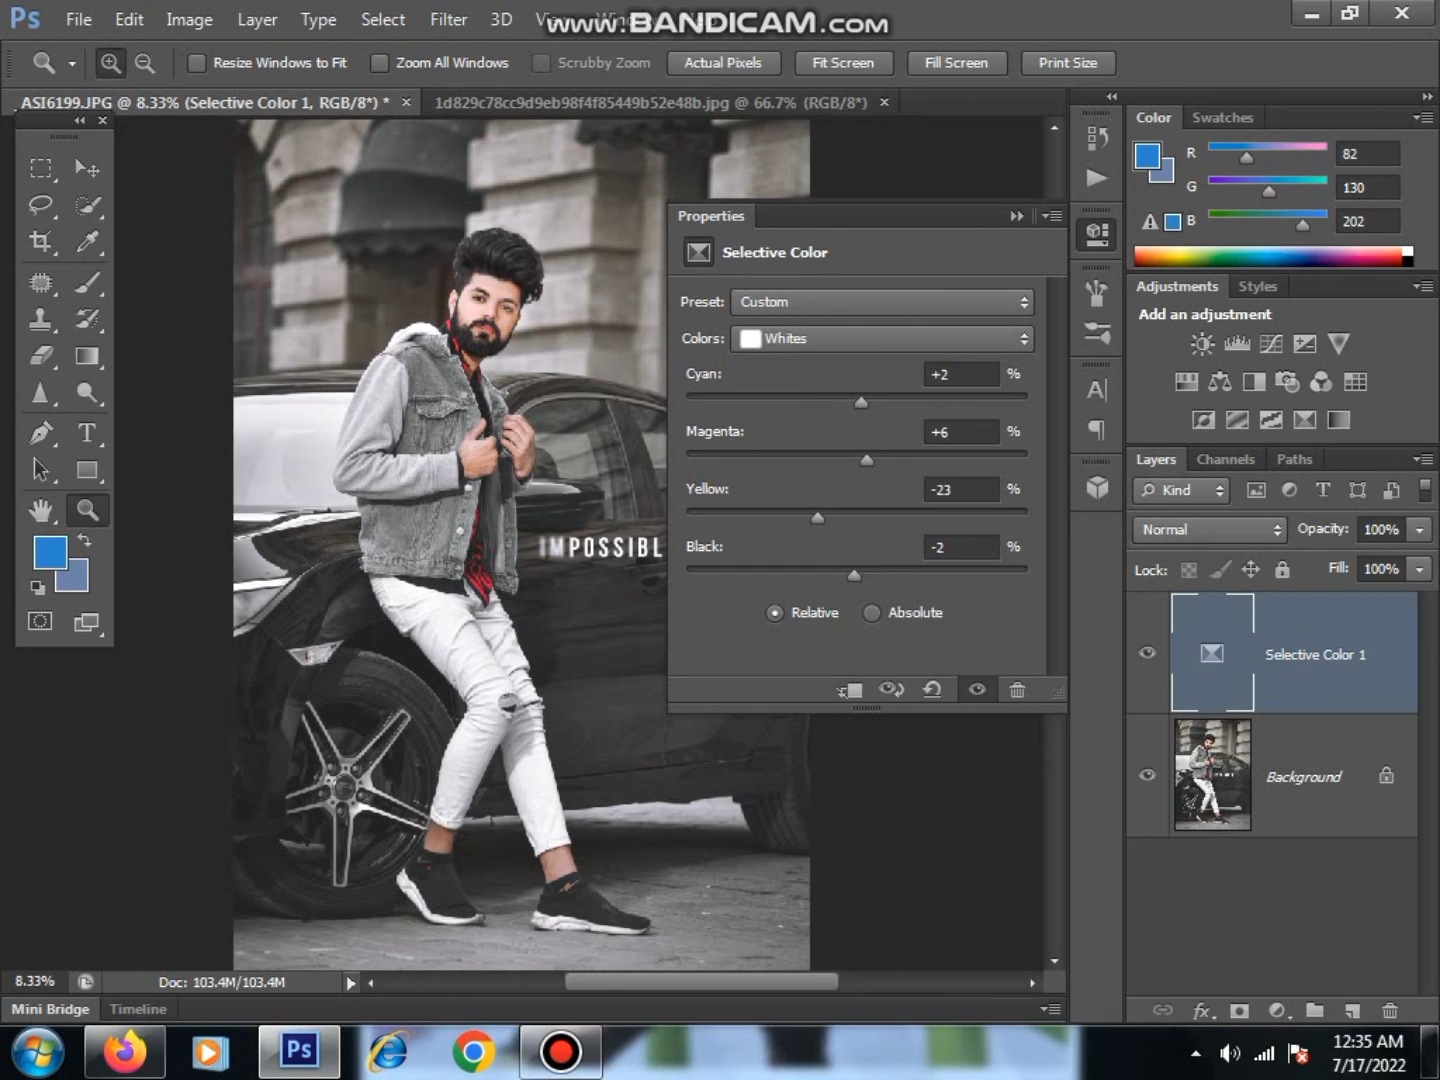 Ps File Edit Image Layer Type Select Filter 3D
www.BANDICAM.com
Resize Windows to Fit Zoom All Windows Scrubby Zoom Actual Pixels Fit Screen Fill Screen Print Size
_ASI6199.JPG @ 8.33% (Selective Color 1, RGB/8*) * × 1d829c78cc9d9eb98f4f85449b52e48b.jpg @ 66.7% (RGB/8*) ×
Color Swatches
R 82
G 130
B 202
Properties
Selective Color
Preset: Custom
Colors: Whites
Cyan: +2 %
Magenta: +6 %
Yellow: -23 %
Black: -2 %
Relative Absolute
IMPOSSIBL
Adjustments Styles
Add an adjustment
Layers Channels Paths
Kind
Normal Opacity: 100%
Lock: Fill: 100%
Selective Color 1
Background
8.33% Doc: 103.4M/103.4M
Mini Bridge Timeline
Ps
12:35 AM
7/17/2022